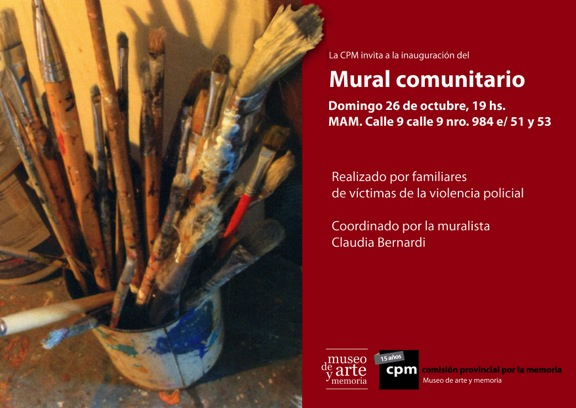 La CPM invita a la inauguración del
Mural comunitario
Domingo 26 de octubre, 19 hs.
MAM. Calle 9 calle 9 nro. 984 e/ 51 y 53
Realizado por familiares
de víctimas de la violencia policial
Coordinado por la muralista
Claudia Bernardi
museo
de arte
y memoria
15 años
cpm comisión provincial por la memoria
Museo de arte y memoria